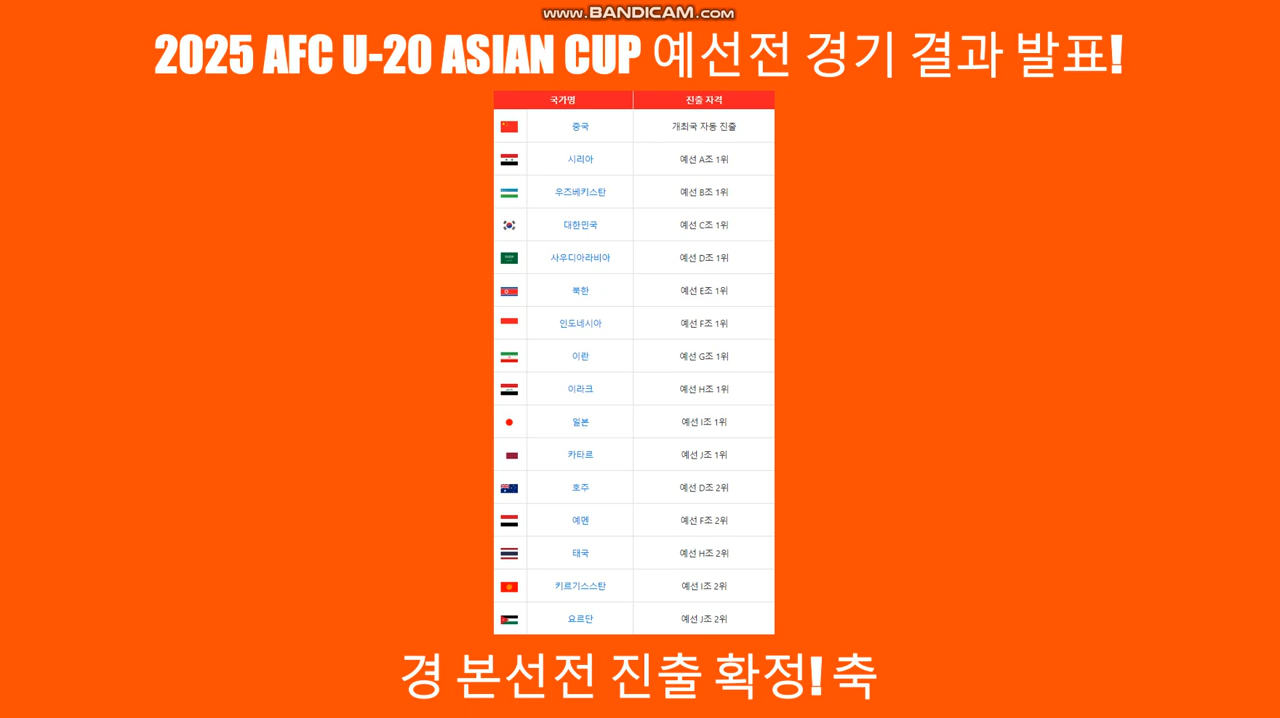 www.BANDICAM.com
2025 AFC U-20 ASIAN CUP 예선전 경기 결과 발표!
국가명 진출 자격
중국 개최국 자동 진출
시리아 예선 A조 1위
우즈베키스탄 예선 B조 1위
대한민국 예선 C조 1위
사우디아라비아 예선 D조 1위
북한 예선 E조 1위
인도네시아 예선 F조 1위
이란 예선 G조 1위
이라크 예선 H조 1위
일본 예선 I조 1위
카타르 예선 J조 1위
호주 예선 D조 2위
예멘 예선 F조 2위
태국 예선 H조 2위
키르기스스탄 예선 I조 2위
요르단 예선 J조 2위
경 본선전 진출 확정! 축